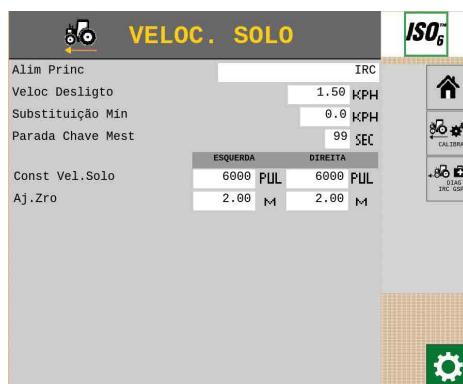 VELOC. SOLO
ISO6™
Alim Princ IRC
Veloc Desligto 1.50 KPH
Substituição Mín 0.0 KPH
Parada Chave Mest 99 SEC
ESQUERDA DIREITA
Const Vel.Solo 6000 PUL 6000 PUL
Aj.Zro 2.00 M 2.00 M
CALIBRA
DIAG
IRC GSP